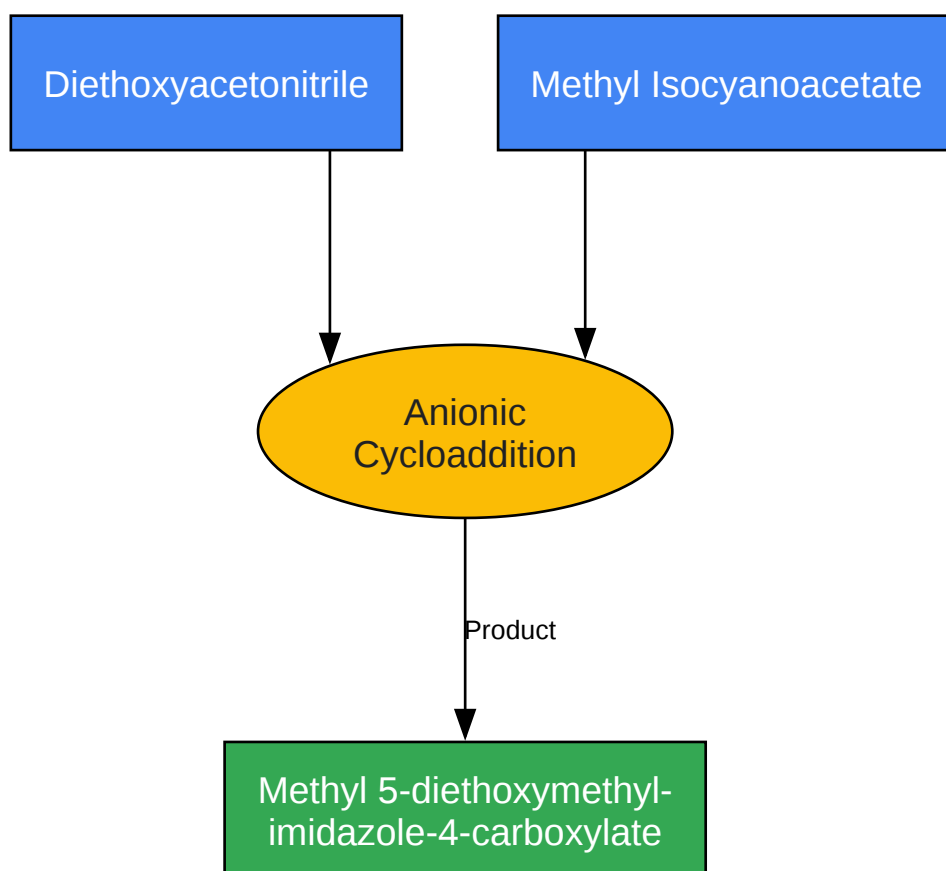 Diethoxyacetonitrile
Methyl Isocyanoacetate
Anionic
Cycloaddition
Product
Methyl 5-diethoxymethyl-
imidazole-4-carboxylate